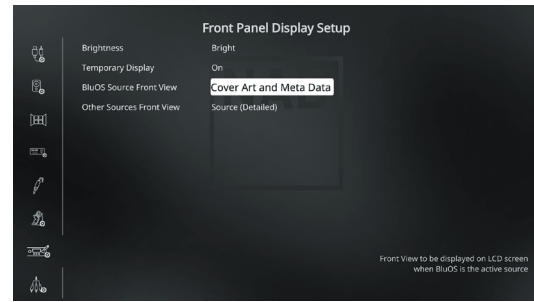 Front Panel Display Setup
Brightness Bright
Temporary Display On
BluOS Source Front View Cover Art and Meta Data
Other Sources Front View Source (Detailed)
Front View to be displayed on LCD screen
when BluOS is the active source